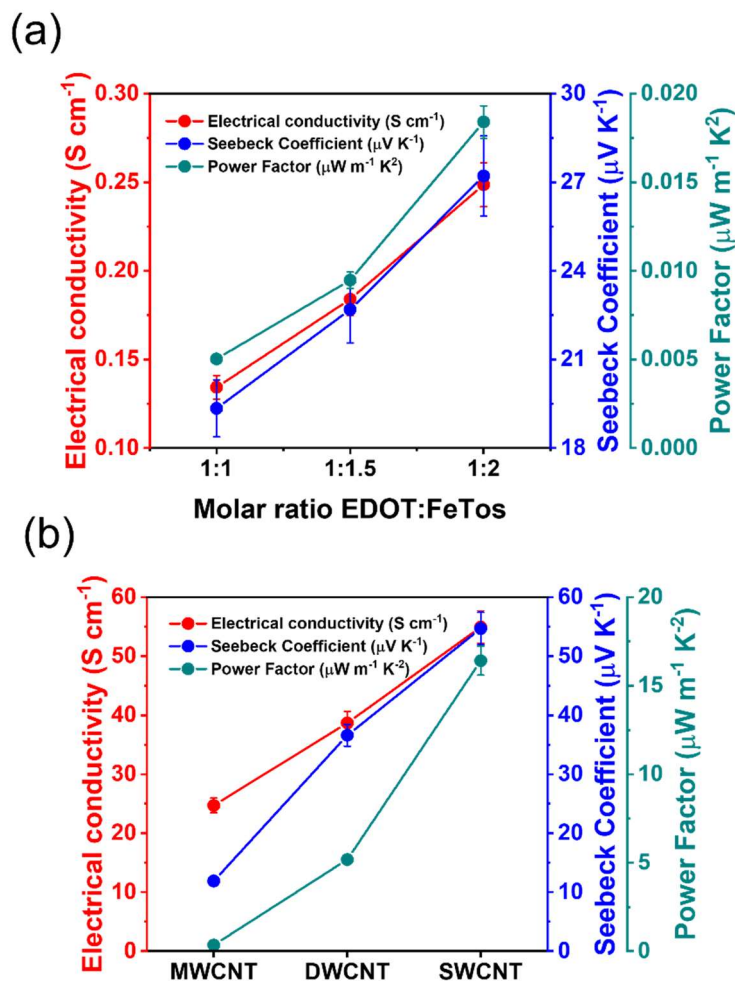 (a)
0.30
0.25
0.20
0.15
0.10
Electrical conductivity (S cm⁻¹)
Electrical conductivity (S cm⁻¹)
Seebeck Coefficient (μV K⁻¹)
Power Factor (μW m⁻¹ K²)
30
27
24
21
18
Seebeck Coefficient (μV K⁻¹)
0.020
0.015
0.010
0.005
0.000
Power Factor (μW m⁻¹ K²)
1:1 1:1.5 1:2
Molar ratio EDOT:FeTos
(b)
60
50
40
30
20
10
0
Electrical conductivity (S cm⁻¹)
Electrical conductivity (S cm⁻¹)
Seebeck Coefficient (μV K⁻¹)
Power Factor (μW m⁻¹ K⁻²)
60
50
40
30
20
10
0
Seebeck Coefficient (μV K⁻¹)
20
15
10
5
0
Power Factor (μW m⁻¹ K⁻²)
MWCNT DWCNT SWCNT